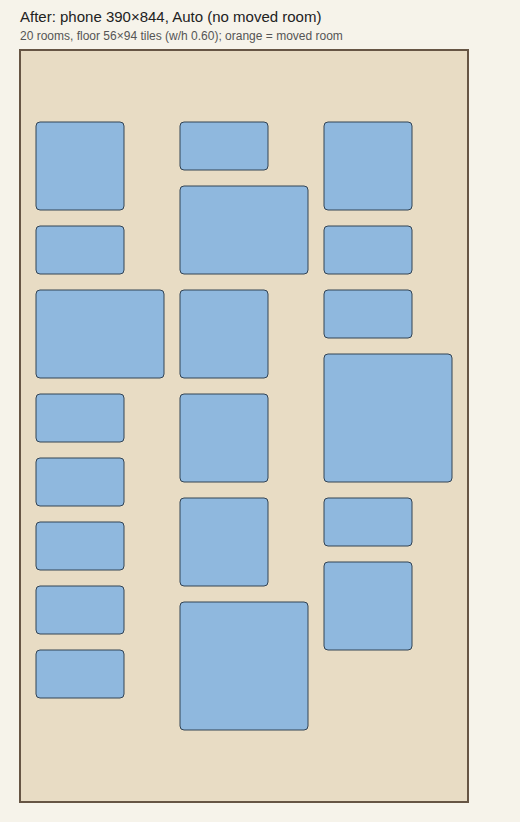 After: phone 390×844, Auto (no moved room)
20 rooms, floor 56×94 tiles (w/h 0.60); orange = moved room